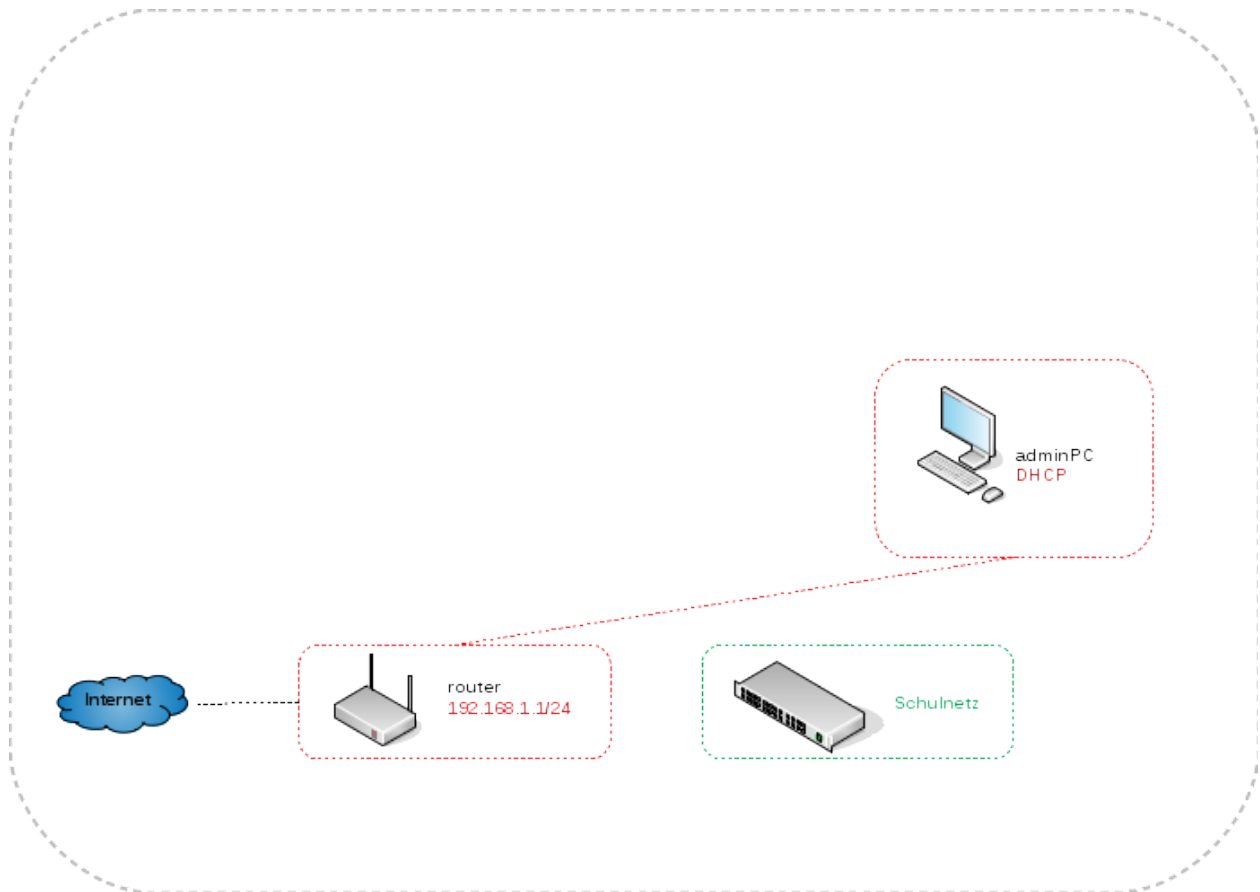 adminPC
DHCP
Internet
router
192.168.1.1/24
Schulnetz